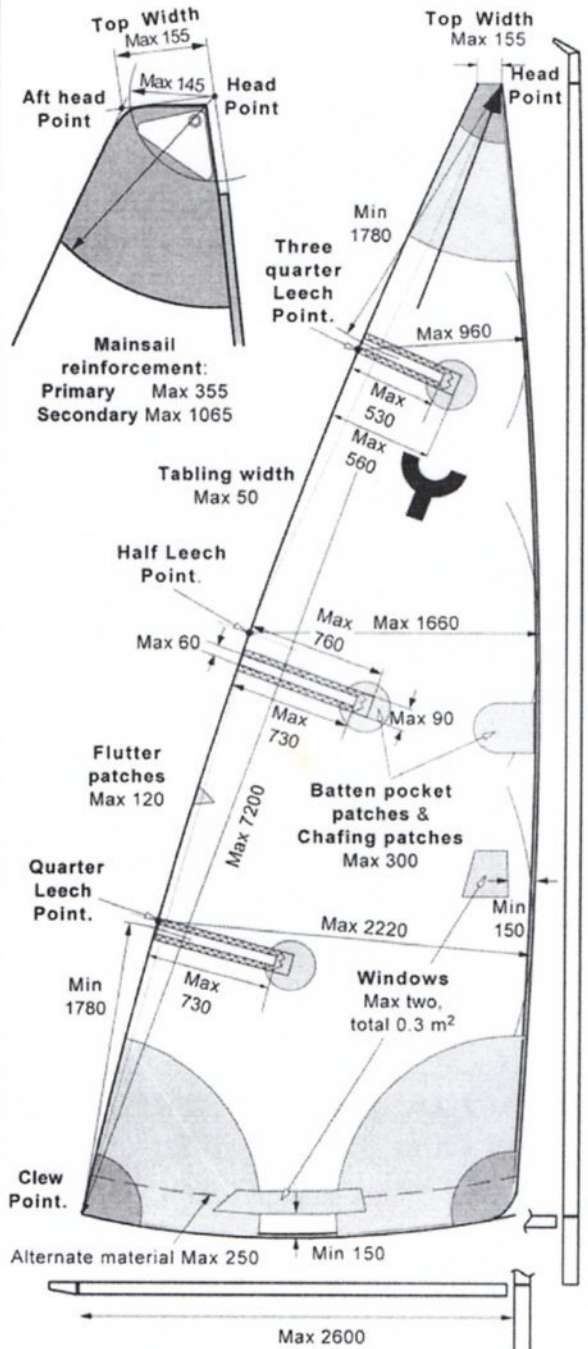 Top Width
Max 155
Max 145
Aft head
Point
Head
Point
Top Width
Max 155
Head
Point
Min
1780
Three
quarter
Leech
Point.
Max 960
Mainsail
reinforcement:
Primary Max 355
Secondary Max 1065
Max
530
Max
560
Tabling width
Max 50
Half Leech
Point.
Max 60
Max
760
Max 1660
Max
730
Max 90
Flutter
patches
Max 120
Max 7200
Batten pocket
patches &
Chafing patches
Max 300
Quarter
Leech
Point.
Max 2220
Min
150
Min
1780
Max
730
Windows
Max two,
total 0.3 m²
Clew
Point.
Alternate material Max 250
Min 150
Max 2600